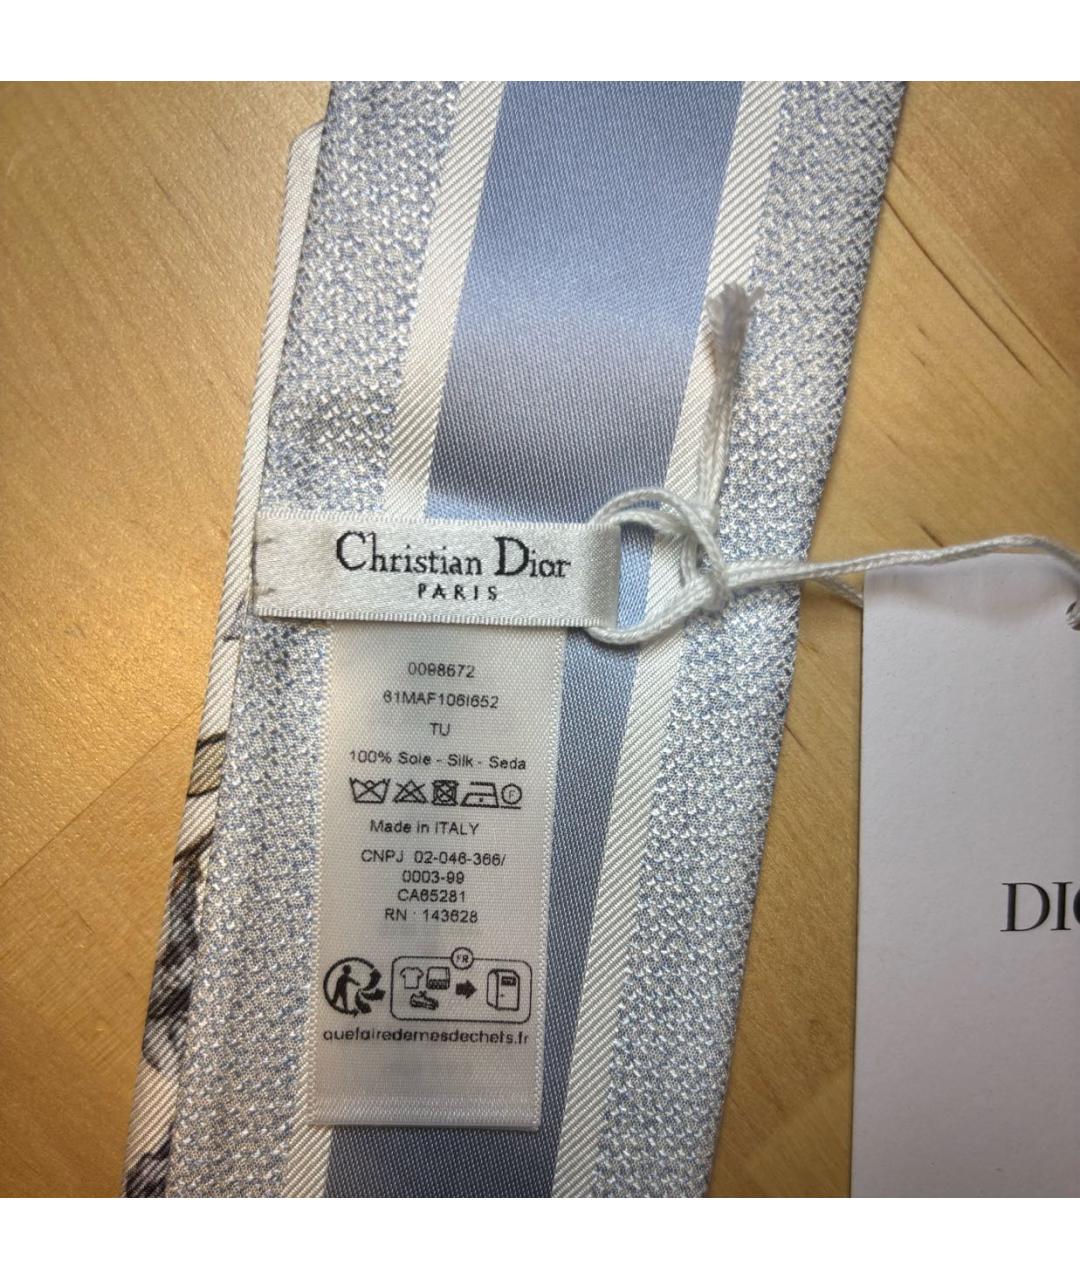 Christian Dior
PARIS
0098672
61MAF106I652
TU
100% Soie - Silk - Seda
Made in ITALY
CNPJ 02-046-366/
0003-99
CA65281
RN : 143628
FR
quefairedemesdechets.fr
DIO